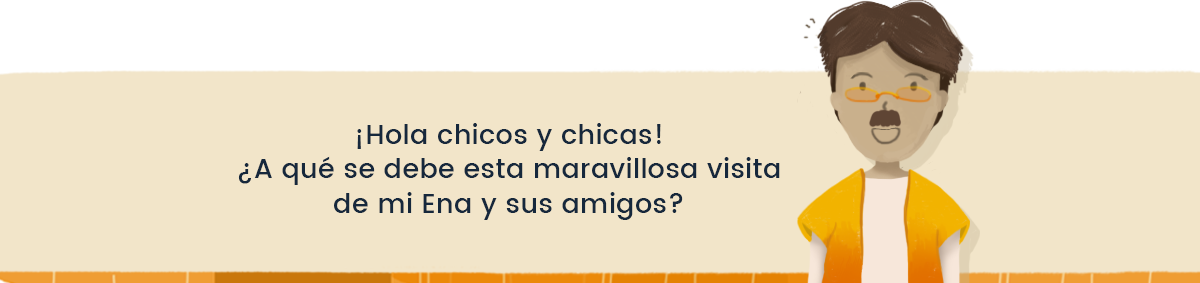 ¡Hola chicos y chicas!
¿A qué se debe esta maravillosa visita
de mi Ena y sus amigos?